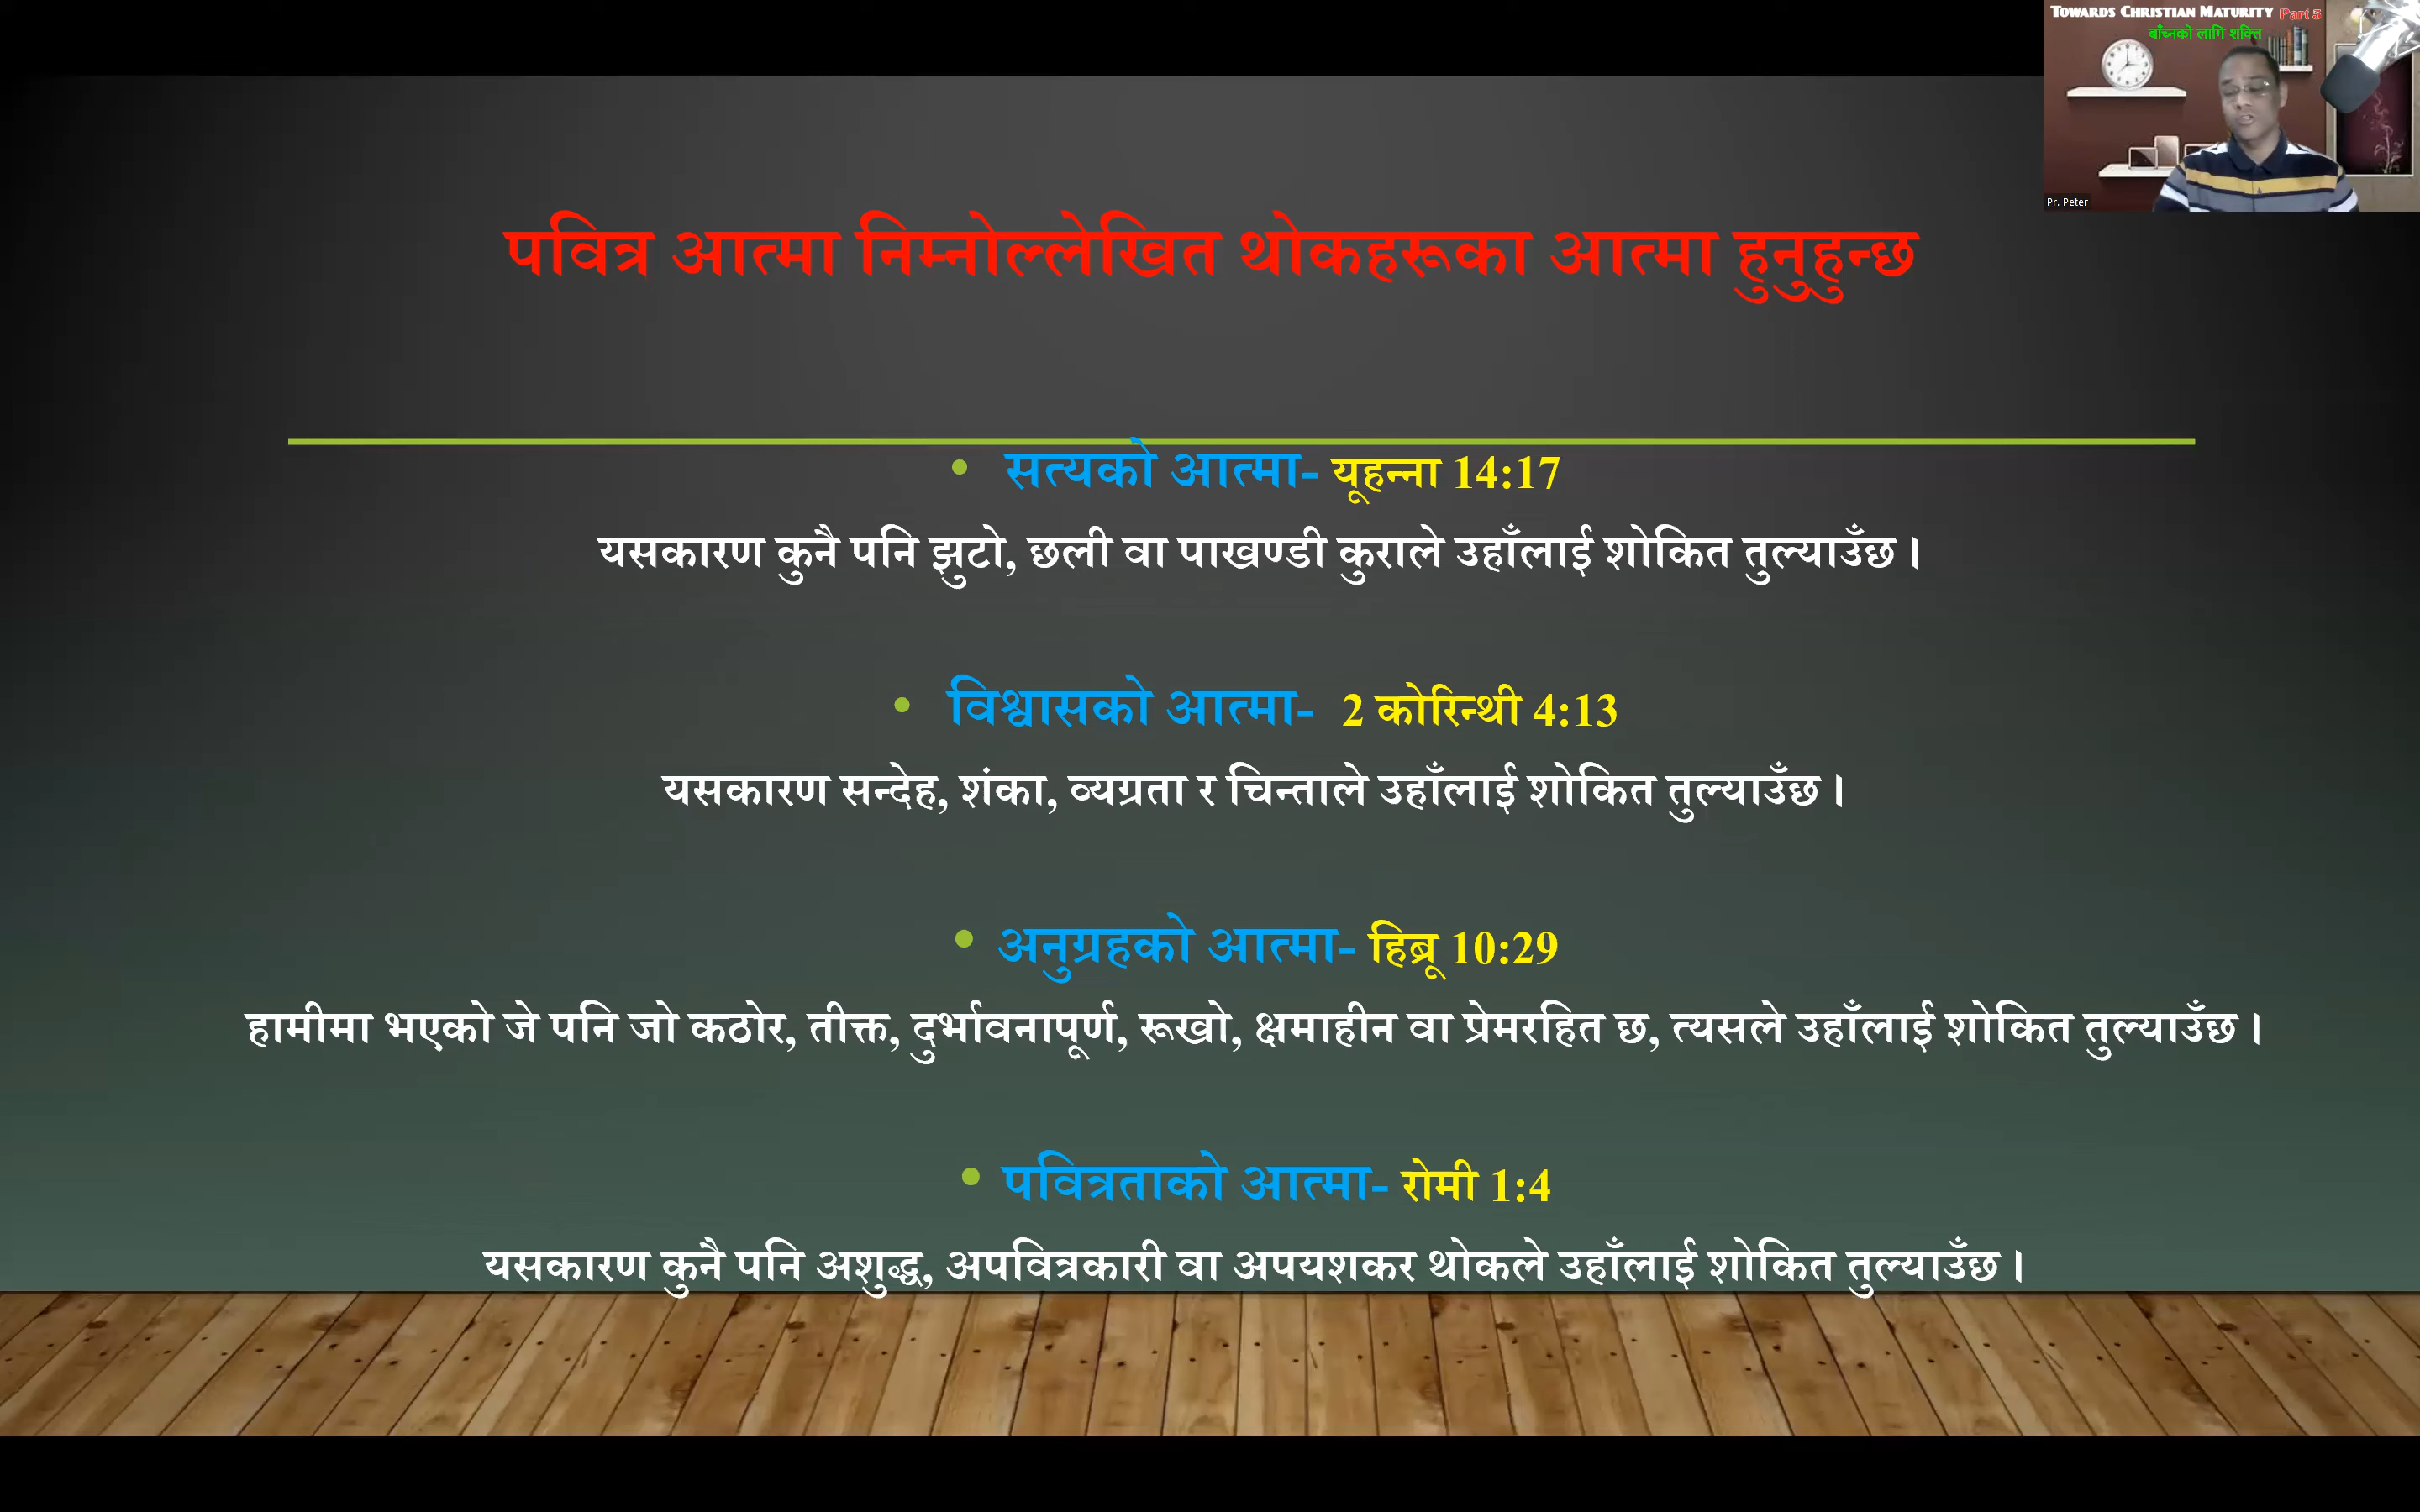 TOWARDS CHRISTIAN MATURITY Part 5
बाँच्नको लागि शक्ति
Pr. Peter
पवित्र आत्मा निम्नोल्लेखित थोकहरूका आत्मा हुनुहुन्छ
• सत्यको आत्मा- यूहन्ना 14:17
यसकारण कुनै पनि झुटो, छली वा पाखण्डी कुराले उहाँलाई शोकित तुल्याउँछ।
• विश्वासको आत्मा- 2 कोरिन्थी 4:13
यसकारण सन्देह, शंका, व्यग्रता र चिन्ताले उहाँलाई शोकित तुल्याउँछ।
• अनुग्रहको आत्मा- हिब्रू 10:29
हामीमा भएको जे पनि जो कठोर, तीक्त, दुर्भावनापूर्ण, रूखो, क्षमाहीन वा प्रेमरहित छ, त्यसले उहाँलाई शोकित तुल्याउँछ।
• पवित्रताको आत्मा- रोमी 1:4
यसकारण कुनै पनि अशुद्ध, अपवित्रकारी वा अपयशकर थोकले उहाँलाई शोकित तुल्याउँछ।